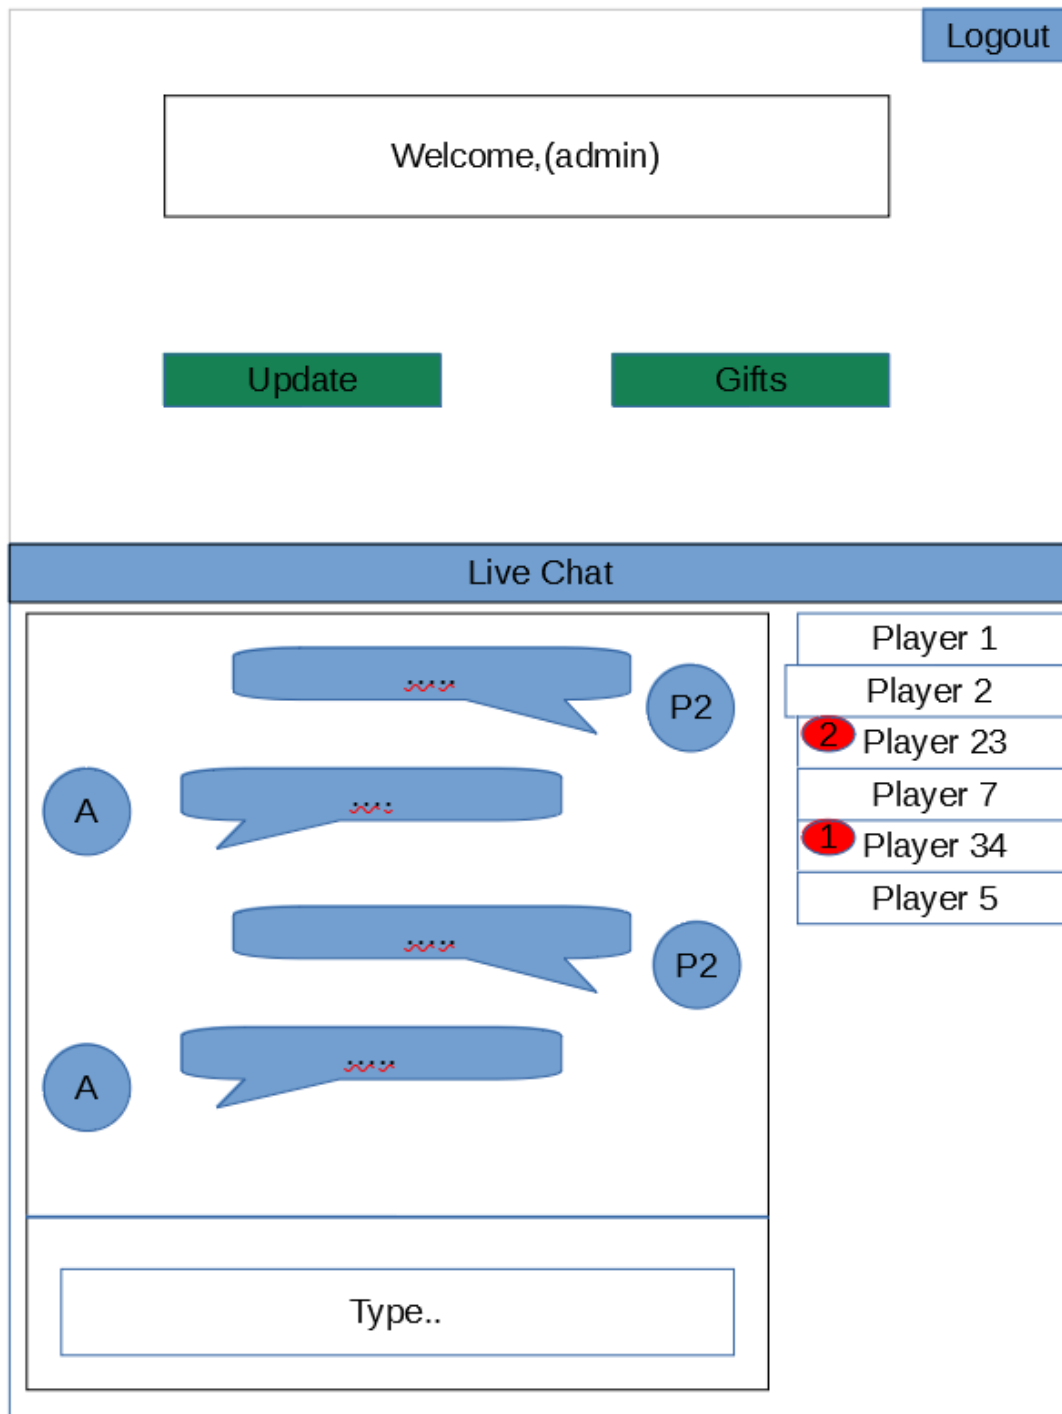 Logout
Welcome,(admin)
Update
Gifts
Live Chat
.....
P2
....
A
.....
P2
.....
A
Type..
Player 1
Player 2
2 Player 23
Player 7
1 Player 34
Player 5